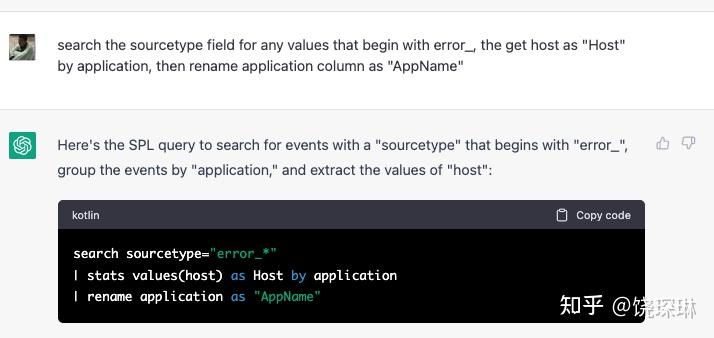 search the sourcetype field for any values that begin with error_, the get host as "Host"
by application, then rename application column as "AppName"
Here's the SPL query to search for events with a "sourcetype" that begins with "error_",
group the events by "application," and extract the values of "host":
kotlin Copy code
search sourcetype="error_*"
| stats values(host) as Host by application
| rename application as "AppName"
知乎 @饶琛琳